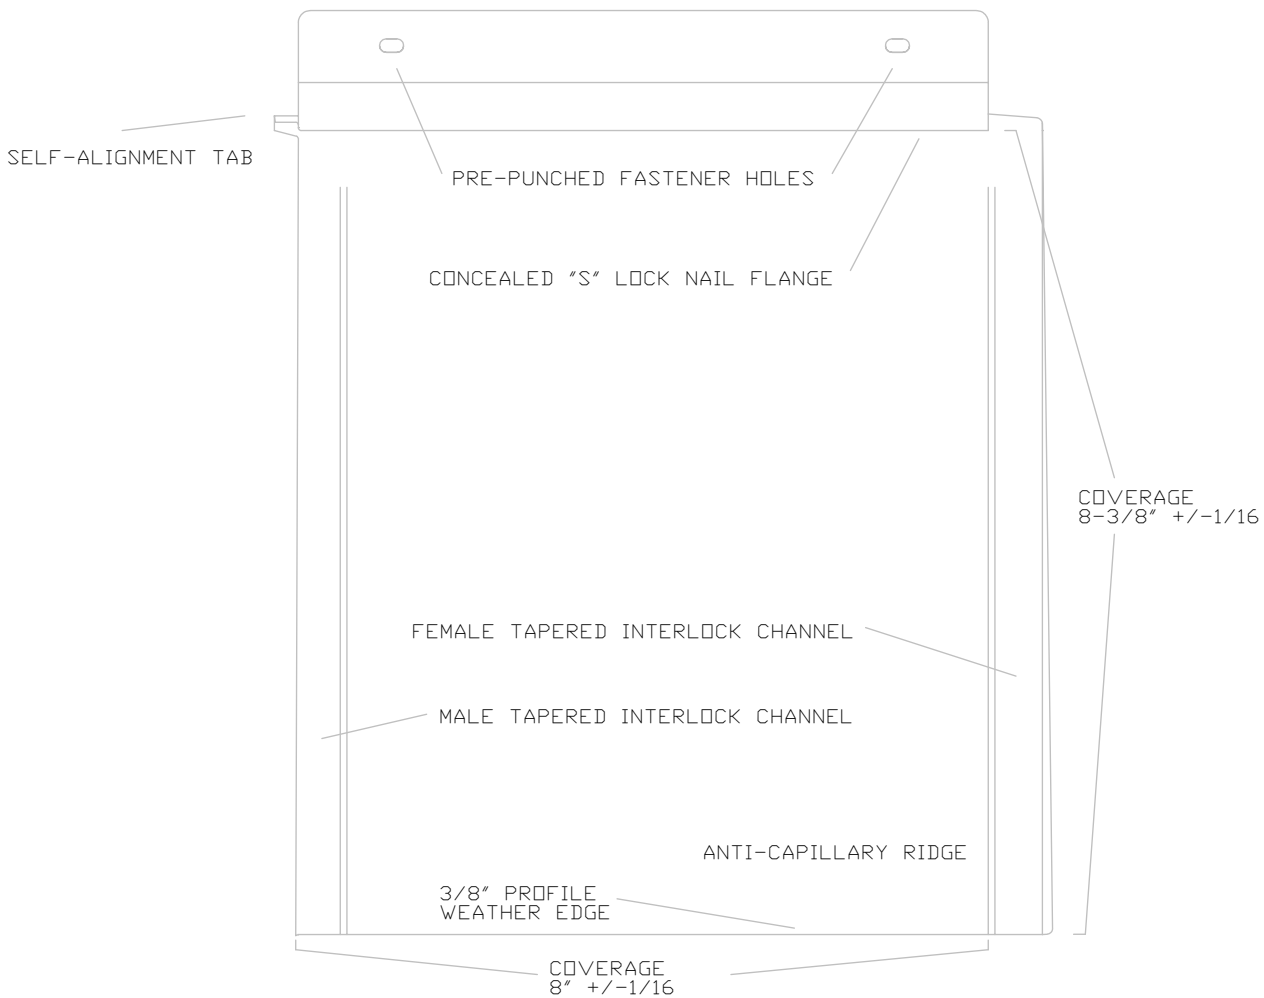 SELF-ALIGNMENT TAB
PRE-PUNCHED FASTENER HOLES
CONCEALED "S" LOCK NAIL FLANGE
COVERAGE
8-3/8" +/-1/16
FEMALE TAPERED INTERLOCK CHANNEL
MALE TAPERED INTERLOCK CHANNEL
ANTI-CAPILLARY RIDGE
3/8" PROFILE
WEATHER EDGE
COVERAGE
8" +/-1/16